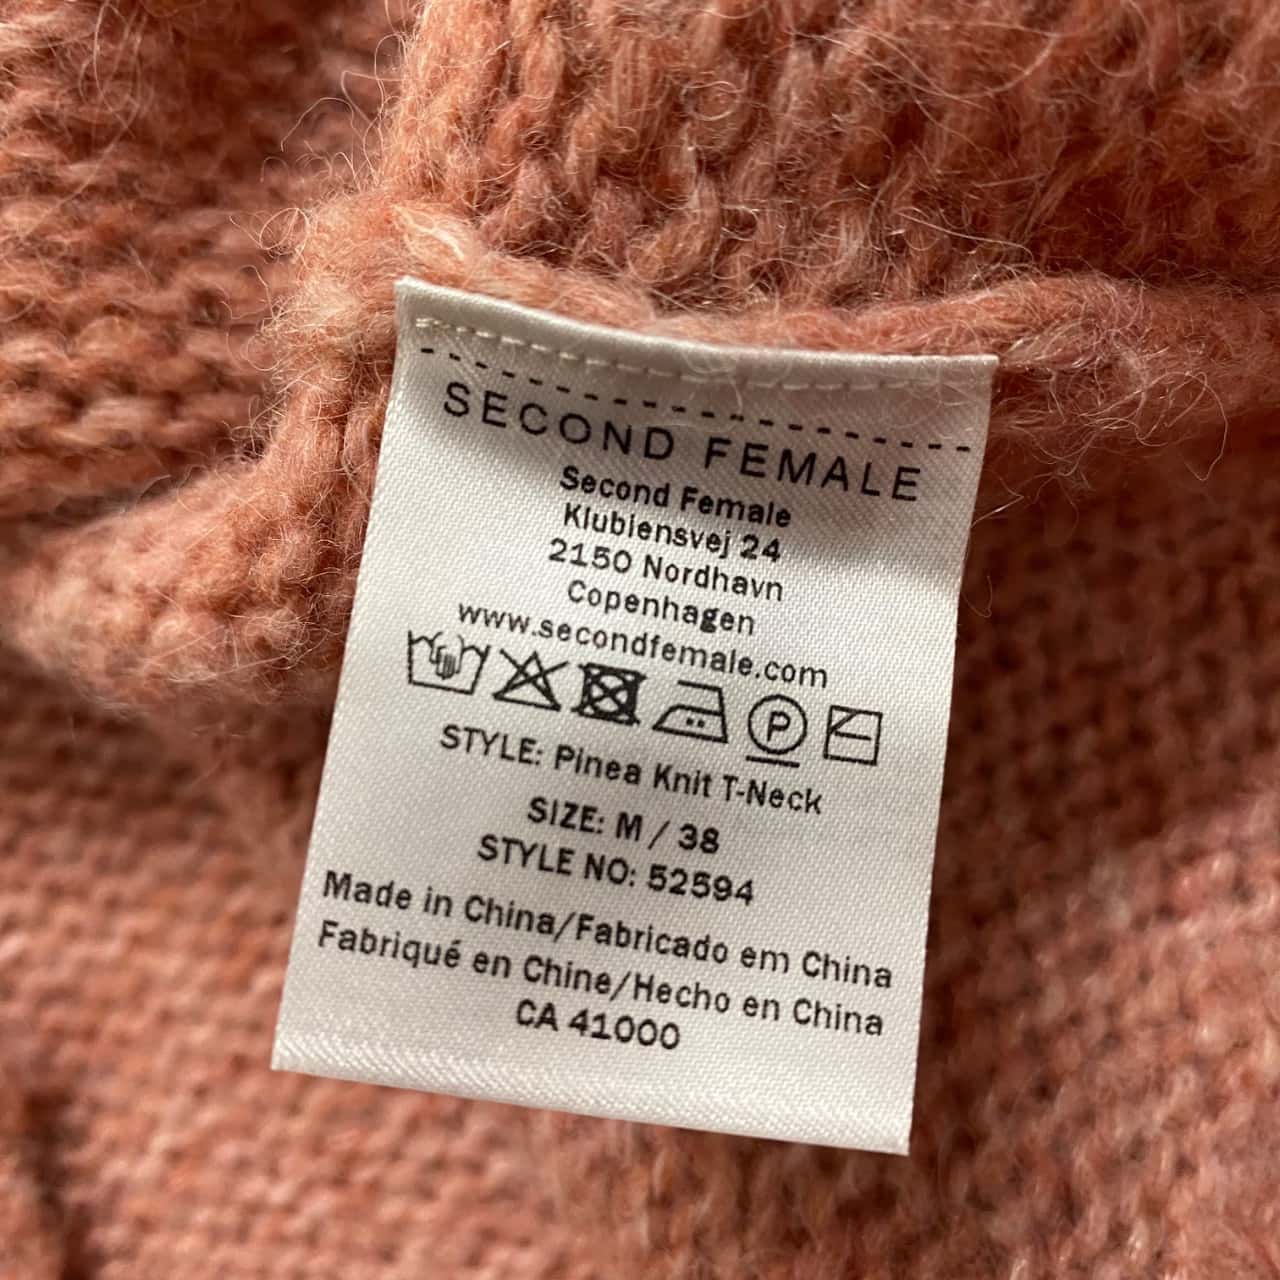 SECOND FEMALE
Second Female
Klubiensvej 24
2150 Nordhavn
Copenhagen
www.secondfemale.com
P
STYLE: Pinea Knit T-Neck
SIZE: M / 38
STYLE NO: 52594
Made in China/Fabricado em China
Fabriqué en Chine/Hecho en China
CA 41000